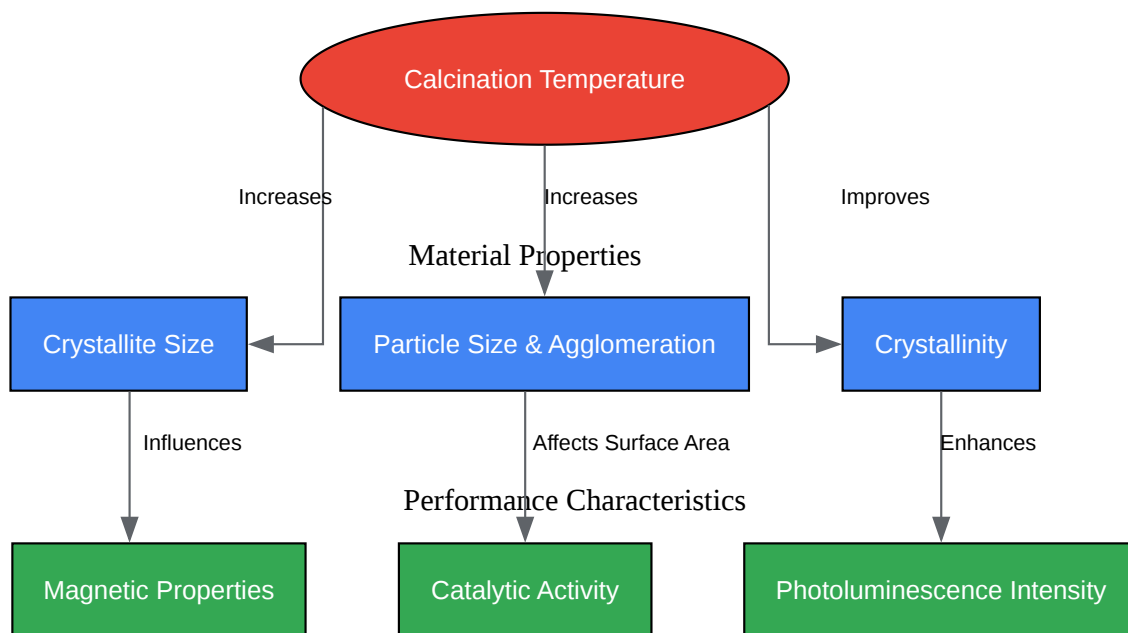 Calcination Temperature
Increases
Increases
Improves
Material Properties
Crystallite Size
Particle Size & Agglomeration
Crystallinity
Influences
Affects Surface Area
Enhances
Performance Characteristics
Magnetic Properties
Catalytic Activity
Photoluminescence Intensity